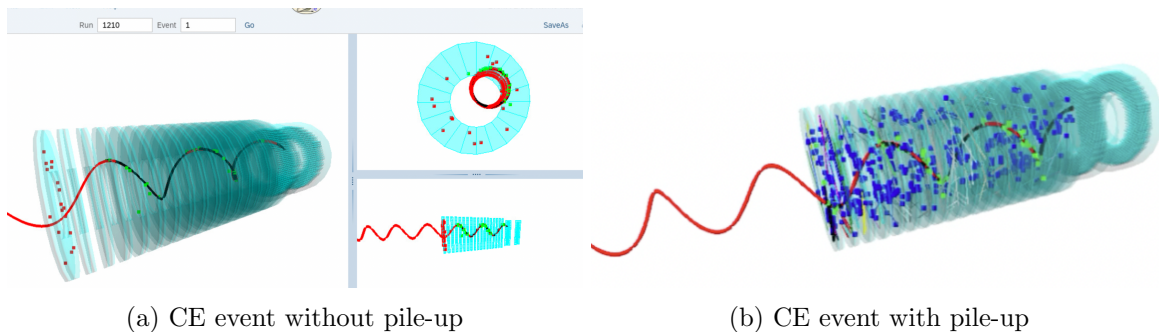 Run 1210 Event 1 Go SaveAs
(a) CE event without pile-up
(b) CE event with pile-up